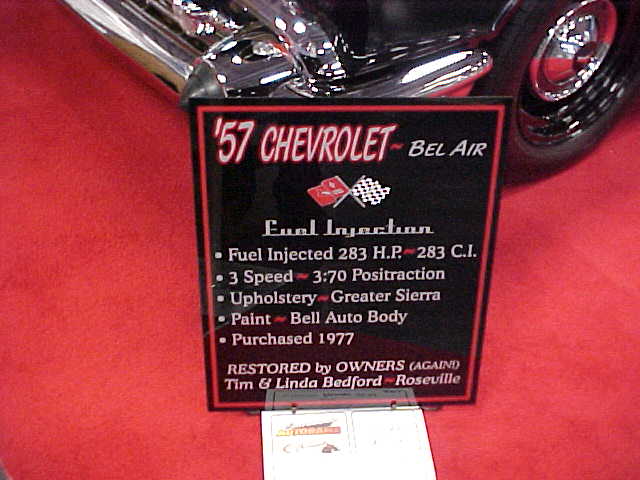 '57 CHEVROLET~ BEL AIR
Fuel Injection
• Fuel Injected 283 H.P.~ 283 C.I.
• 3 Speed ~ 3:70 Positraction
• Upholstery~ Greater Sierra
• Paint ~ Bell Auto Body
• Purchased 1977
RESTORED by OWNERS (AGAIN!)
Tim & Linda Bedford ~ Roseville